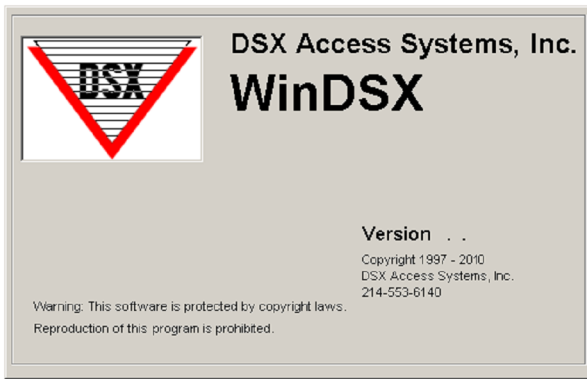 DSX Access Systems, Inc.
WinDSX
DSX
Version . .
Copyright 1997 - 2010
DSX Access Systems, Inc.
214-553-6140
Warning: This software is protected by copyright laws.
Reproduction of this program is prohibited.